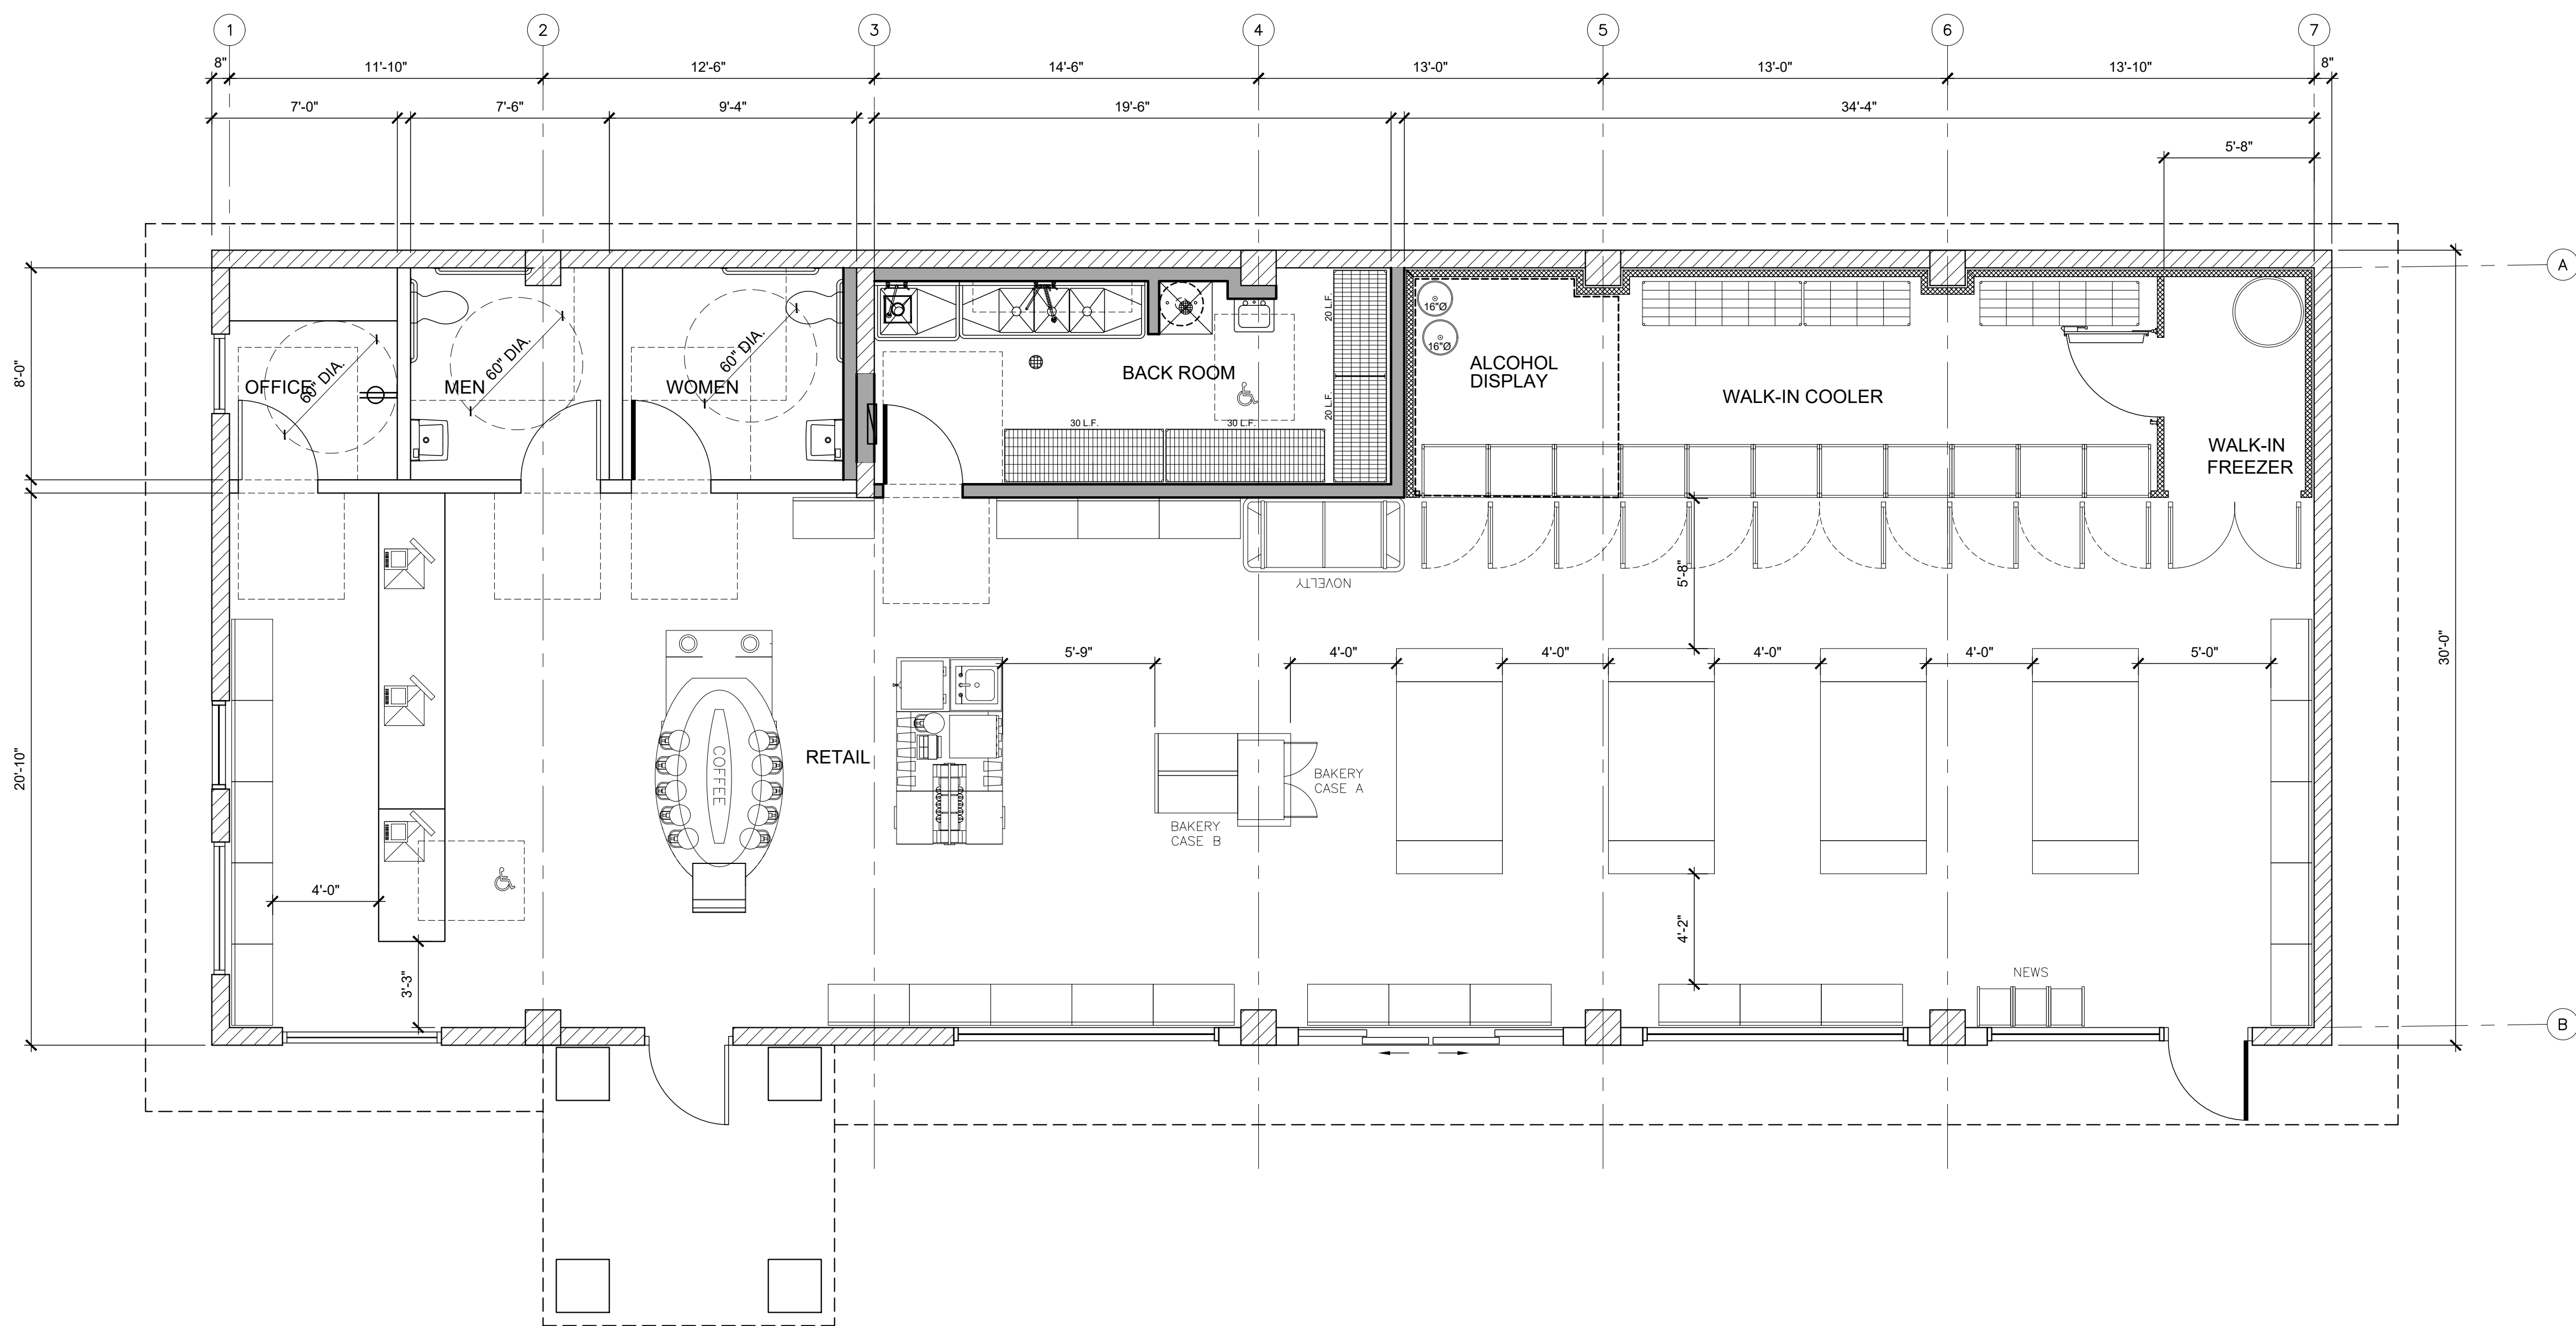 1 2 3 4 5 6 7
8" 11'-10" 12'-6" 14'-6" 13'-0" 13'-0" 13'-10" 8"
7'-0" 7'-6" 9'-4" 19'-6" 34'-4"
5'-8"
A
8'-0"
OFFICE
60" DIA.
MEN
60" DIA.
WOMEN
60" DIA.
BACK ROOM
20 L.F.
20 L.F.
30 L.F. 30 L.F.
16"Ø
16"Ø
ALCOHOL
DISPLAY
WALK-IN COOLER
WALK-IN
FREEZER
NOVELTY
5'-8"
30'-0"
5'-9" 4'-0" 4'-0" 4'-0" 4'-0" 5'-0"
20'-10"
COFFEE
RETAIL
BAKERY
CASE A
BAKERY
CASE B
4'-0"
4'-2"
3'-3"
NEWS
B